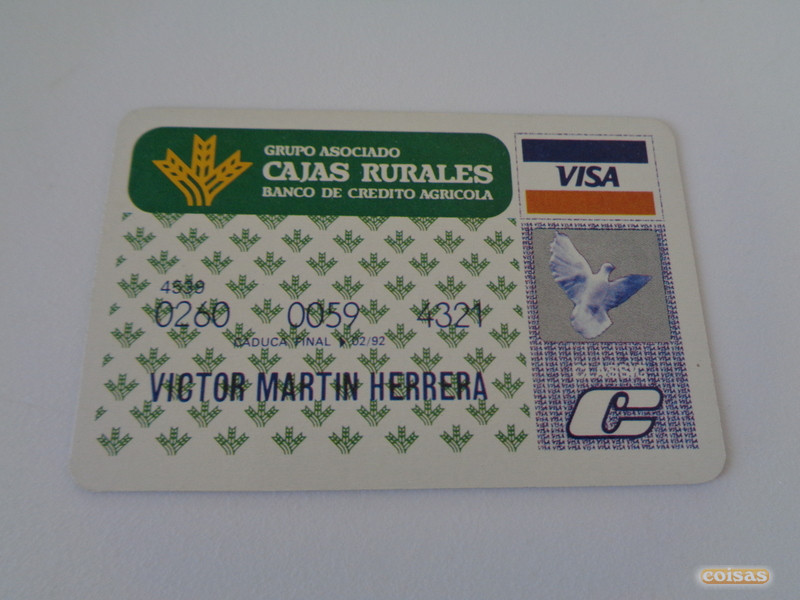 GRUPO ASOCIADO
CAJAS RURALES
BANCO DE CREDITO AGRICOLA
VISA
4539
0260 0059 4321
CADUCA FINAL 02/92
CLASSIC
VICTOR MARTIN HERRERA
C
coisas